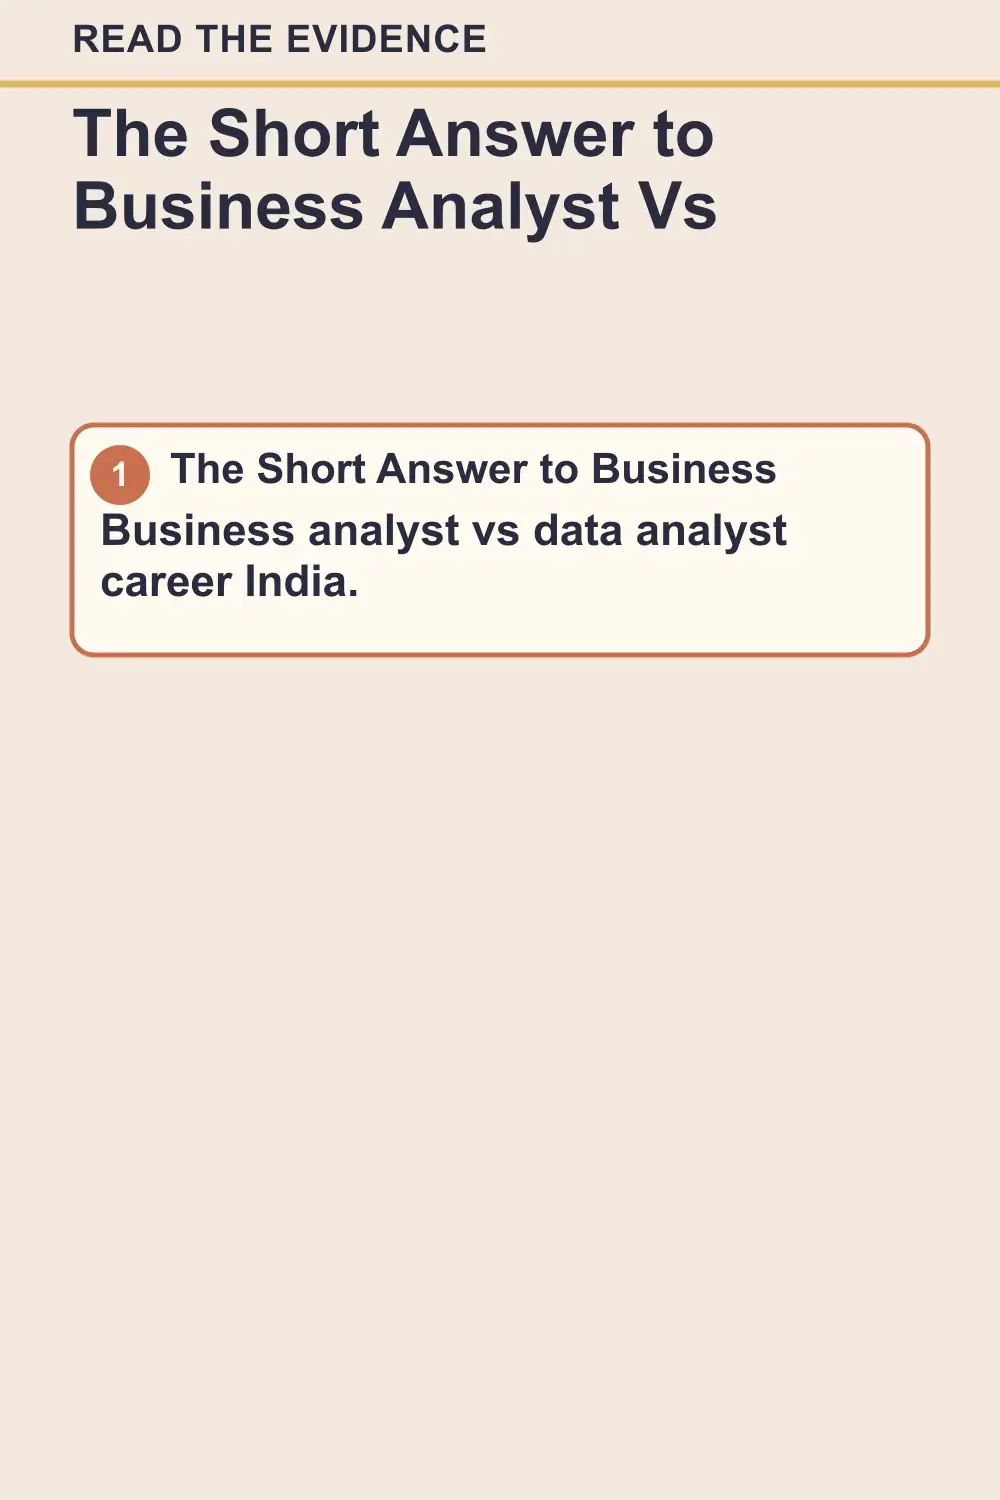 READ THE EVIDENCE
The Short Answer to
Business Analyst Vs
1 The Short Answer to Business
Business analyst vs data analyst
career India.